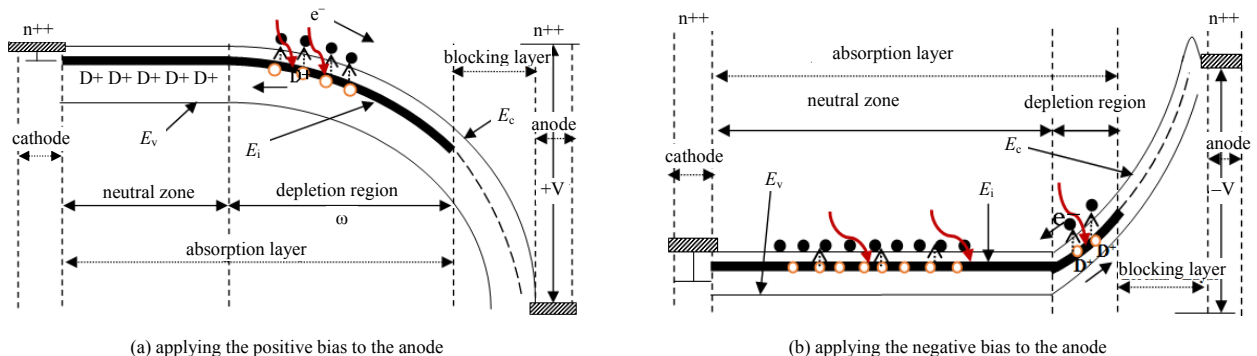 n++
e⁻
n++
blocking layer
D+ D+ D+ D+ D+
D+
E_c
anode
cathode
E_v
E_i
+V
neutral zone
depletion region
ω
absorption layer
(a) applying the positive bias to the anode
n++
n++
absorption layer
neutral zone
depletion region
E_c
anode
cathode
E_v
E_i
−V
e−
D⁺ D⁺
blocking layer
(b) applying the negative bias to the anode